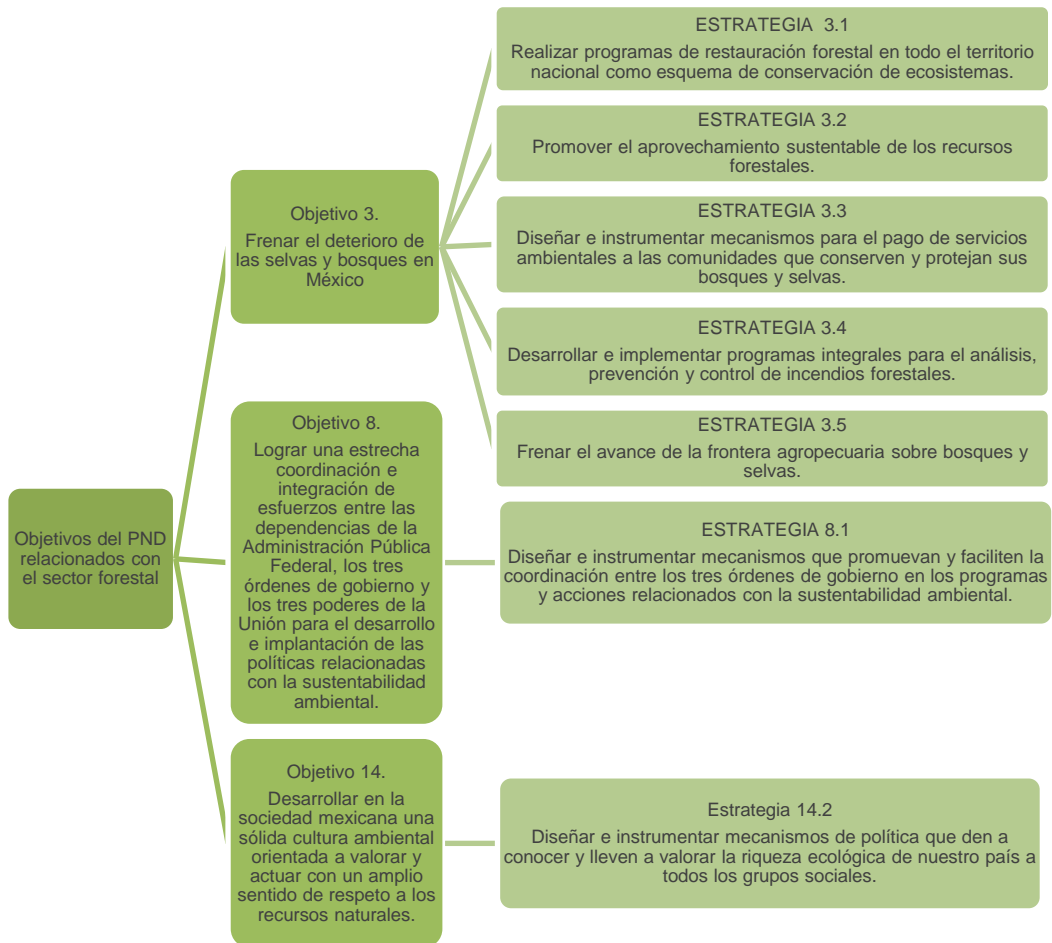 Objetivos del PND
relacionados con
el sector forestal
Objetivo 3.
Frenar el deterioro de
las selvas y bosques en
México
ESTRATEGIA 3.1
Realizar programas de restauración forestal en todo el territorio
nacional como esquema de conservación de ecosistemas.
ESTRATEGIA 3.2
Promover el aprovechamiento sustentable de los recursos
forestales.
ESTRATEGIA 3.3
Diseñar e instrumentar mecanismos para el pago de servicios
ambientales a las comunidades que conserven y protejan sus
bosques y selvas.
ESTRATEGIA 3.4
Desarrollar e implementar programas integrales para el análisis,
prevención y control de incendios forestales.
ESTRATEGIA 3.5
Frenar el avance de la frontera agropecuaria sobre bosques y
selvas.
Objetivo 8.
Lograr una estrecha
coordinación e
integración de
esfuerzos entre las
dependencias de la
Administración Pública
Federal, los tres
órdenes de gobierno y
los tres poderes de la
Unión para el desarrollo
e implantación de las
políticas relacionadas
con la sustentabilidad
ambiental.
ESTRATEGIA 8.1
Diseñar e instrumentar mecanismos que promuevan y faciliten la
coordinación entre los tres órdenes de gobierno en los programas
y acciones relacionados con la sustentabilidad ambiental.
Objetivo 14.
Desarrollar en la
sociedad mexicana una
sólida cultura ambiental
orientada a valorar y
actuar con un amplio
sentido de respeto a los
recursos naturales.
Estrategia 14.2
Diseñar e instrumentar mecanismos de política que den a
conocer y lleven a valorar la riqueza ecológica de nuestro país a
todos los grupos sociales.